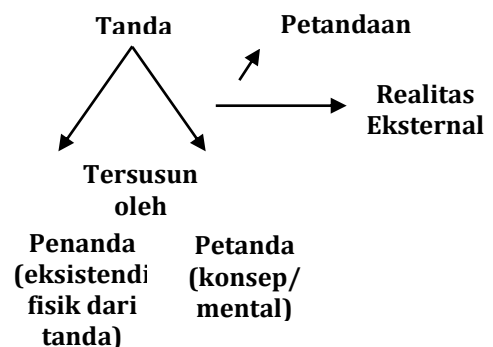 Tanda
Petandaan
Realitas
Eksternal
Tersusun
oleh
Penanda
(eksistendi
fisik dari
tanda)
Petanda
(konsep/
mental)